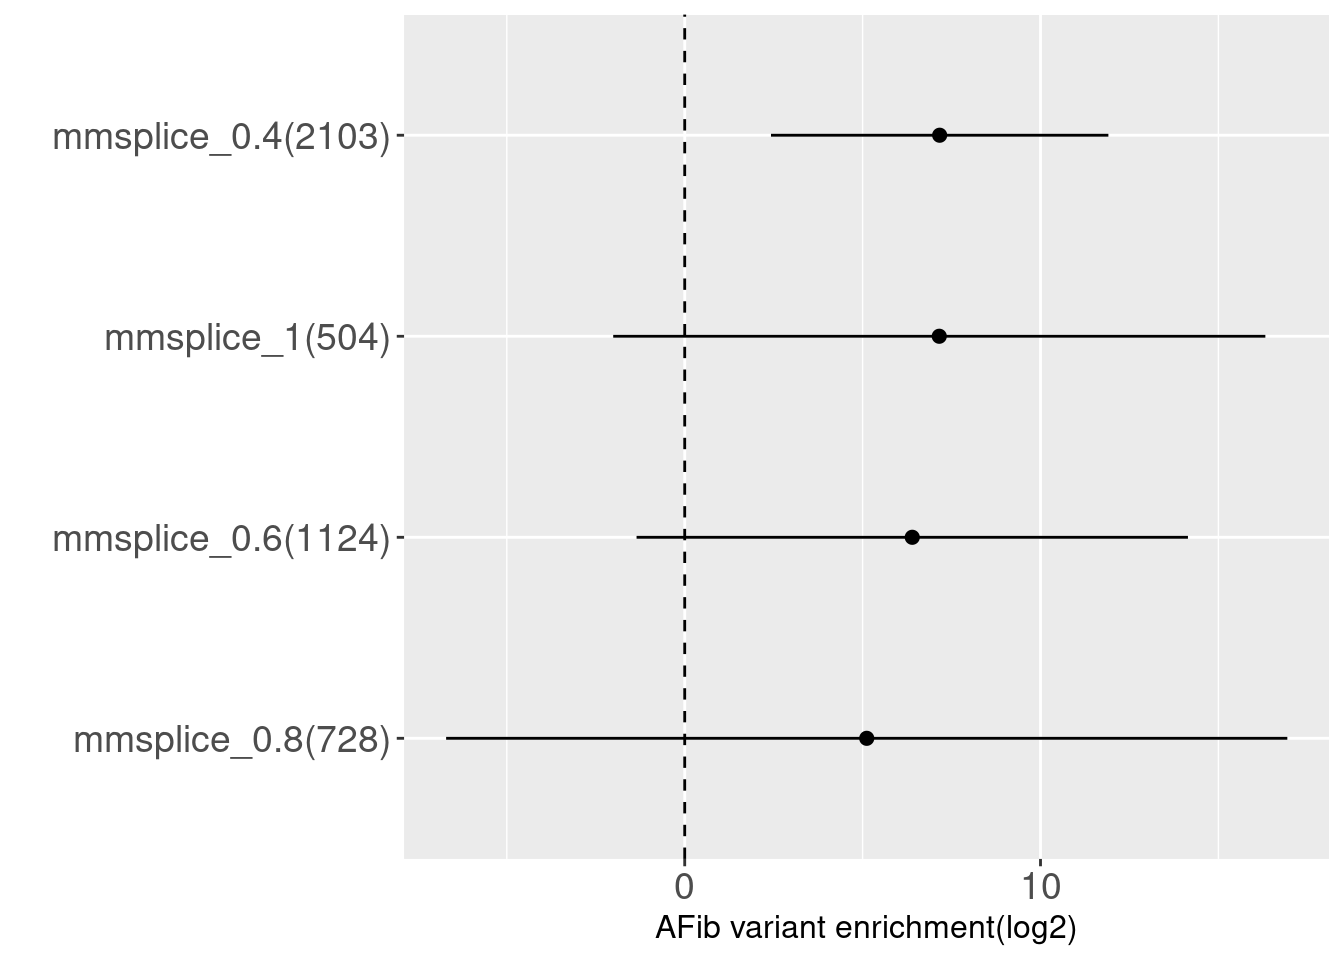 mmsplice_0.4(2103)
mmsplice_1(504)
mmsplice_0.6(1124)
mmsplice_0.8(728)
0 10
AFib variant enrichment(log2)